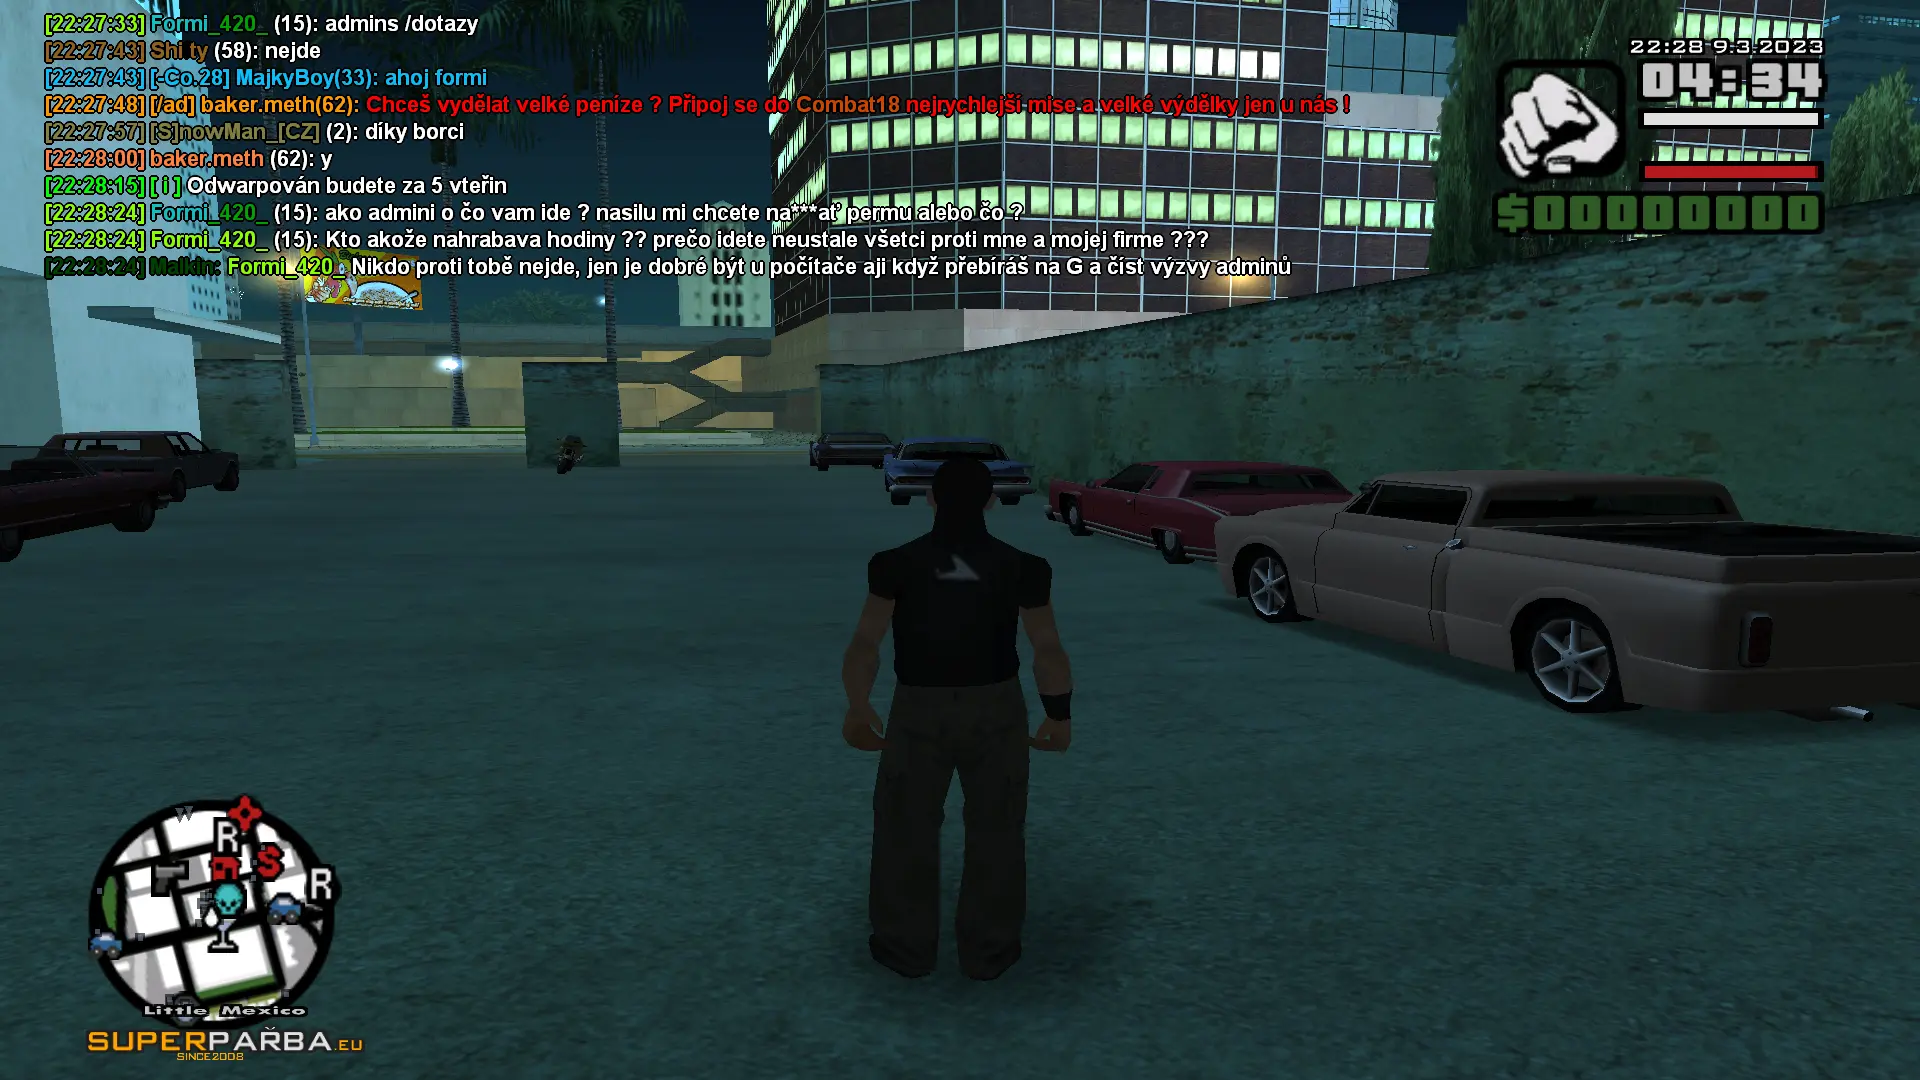 [22:27:33] Formi_420_ (15): admins /dotazy
[22:27:43] Shi.ty (58): nejde
[22:27:43] [-Co.28] MajkyBoy(33): ahoj formi
[22:27:48] [/ad] baker.meth(62): Chceš vydělat velké peníze ? Připoj se do Combat18 nejrychlejší mise a velké výdělky jen u nás !
[22:27:57] [S]nowMan_[CZ] (2): díky borci
[22:28:00] baker.meth (62): y
[22:28:15] [ i ] Odwarpován budete za 5 vteřin
[22:28:24] Formi_420_ (15): ako admini o čo vam ide ? nasilu mi chcete na***ať permu alebo čo ?
[22:28:24] Formi_420_ (15): Kto akože nahrabava hodiny ?? prečo idete neustale všetci proti mne a mojej firme ???
[22:28:24] Malkin: Formi_420_ Nikdo proti tobě nejde, jen je dobré být u počítače aji když přebíráš na G a číst výzvy adminů
22:28 9.3.2023
04:34
$00000000
R
S
R
Little Mexico
SUPERPAŘBA.EU
SINCE2008